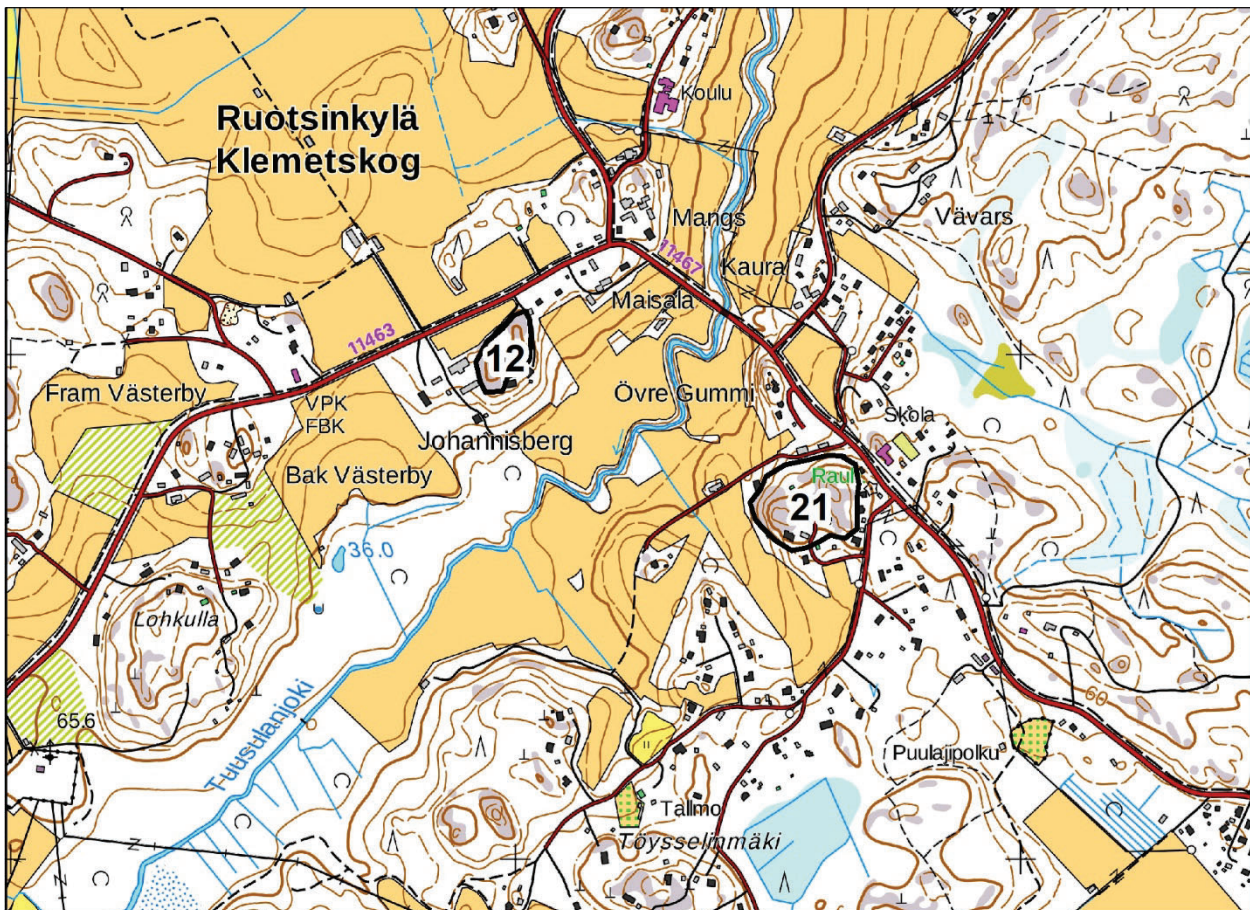 Koulu
Ruotsinkylä
Klemetskog
Mangs
Vävars
11467
Kaura
Maisala
11463
12
Fram Västerby
VPK
FBK
Övre Gummi
Skola
Johannisberg
Bak Västerby
Rauli
21
36.0
Lohkulla
65.6
Tuusulanjoki
60
Puulajipolku
Tallmo
Töysselinmäki